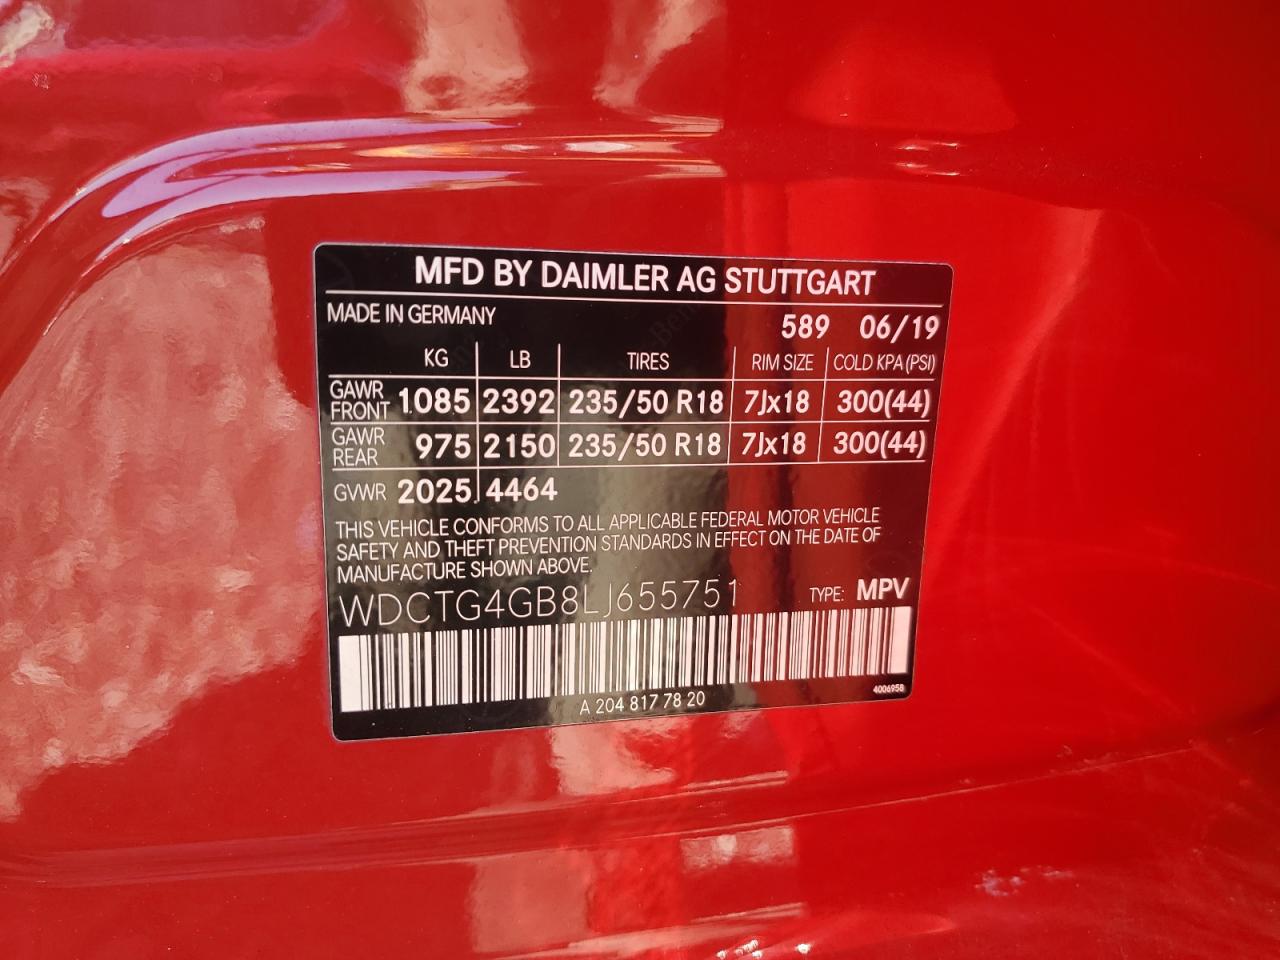 MFD BY DAIMLER AG STUTTGART
MADE IN GERMANY 589 06/19
KG LB TIRES RIM SIZE COLD KPA(PSI)
GAWR FRONT 1085 2392 235/50 R18 7Jx18 300(44)
GAWR REAR 975 2150 235/50 R18 7Jx18 300(44)
GVWR 2025 4464
THIS VEHICLE CONFORMS TO ALL APPLICABLE FEDERAL MOTOR VEHICLE
SAFETY AND THEFT PREVENTION STANDARDS IN EFFECT ON THE DATE OF
MANUFACTURE SHOWN ABOVE.
WDCTG4GB8LJ655751 TYPE: MPV
A 204 817 78 20 4006958